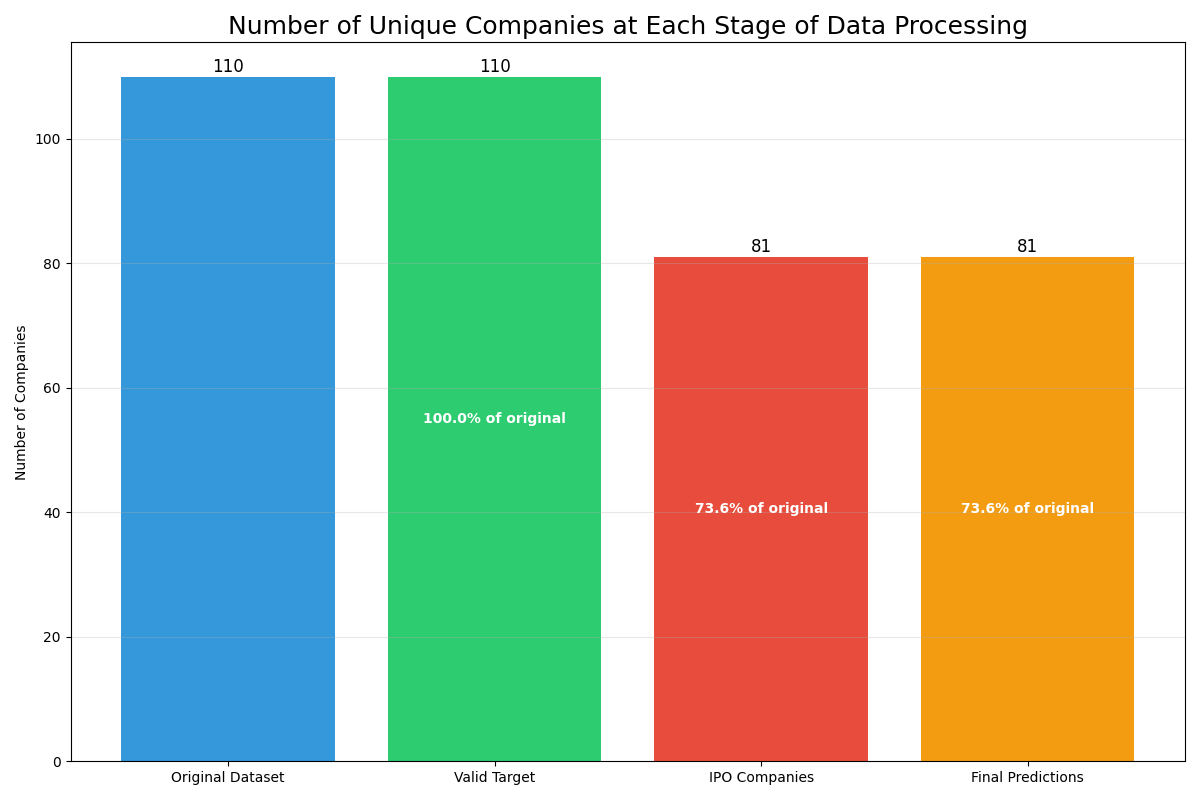 Number of Unique Companies at Each Stage of Data Processing
110
110
81
81
100
80
60
40
20
0
Number of Companies
100.0% of original
73.6% of original
73.6% of original
Original Dataset
Valid Target
IPO Companies
Final Predictions